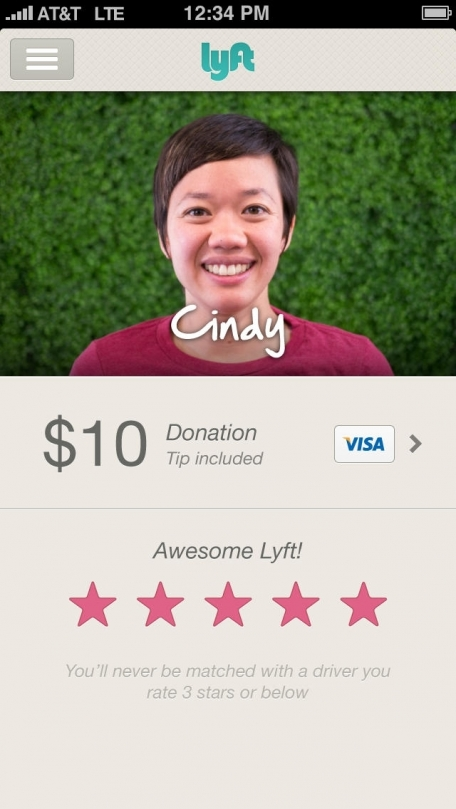 AT&T LTE 12:34 PM
lyft
Cindy
$10 Donation VISA
Tip included
Awesome Lyft!
You'll never be matched with a driver you
rate 3 stars or below